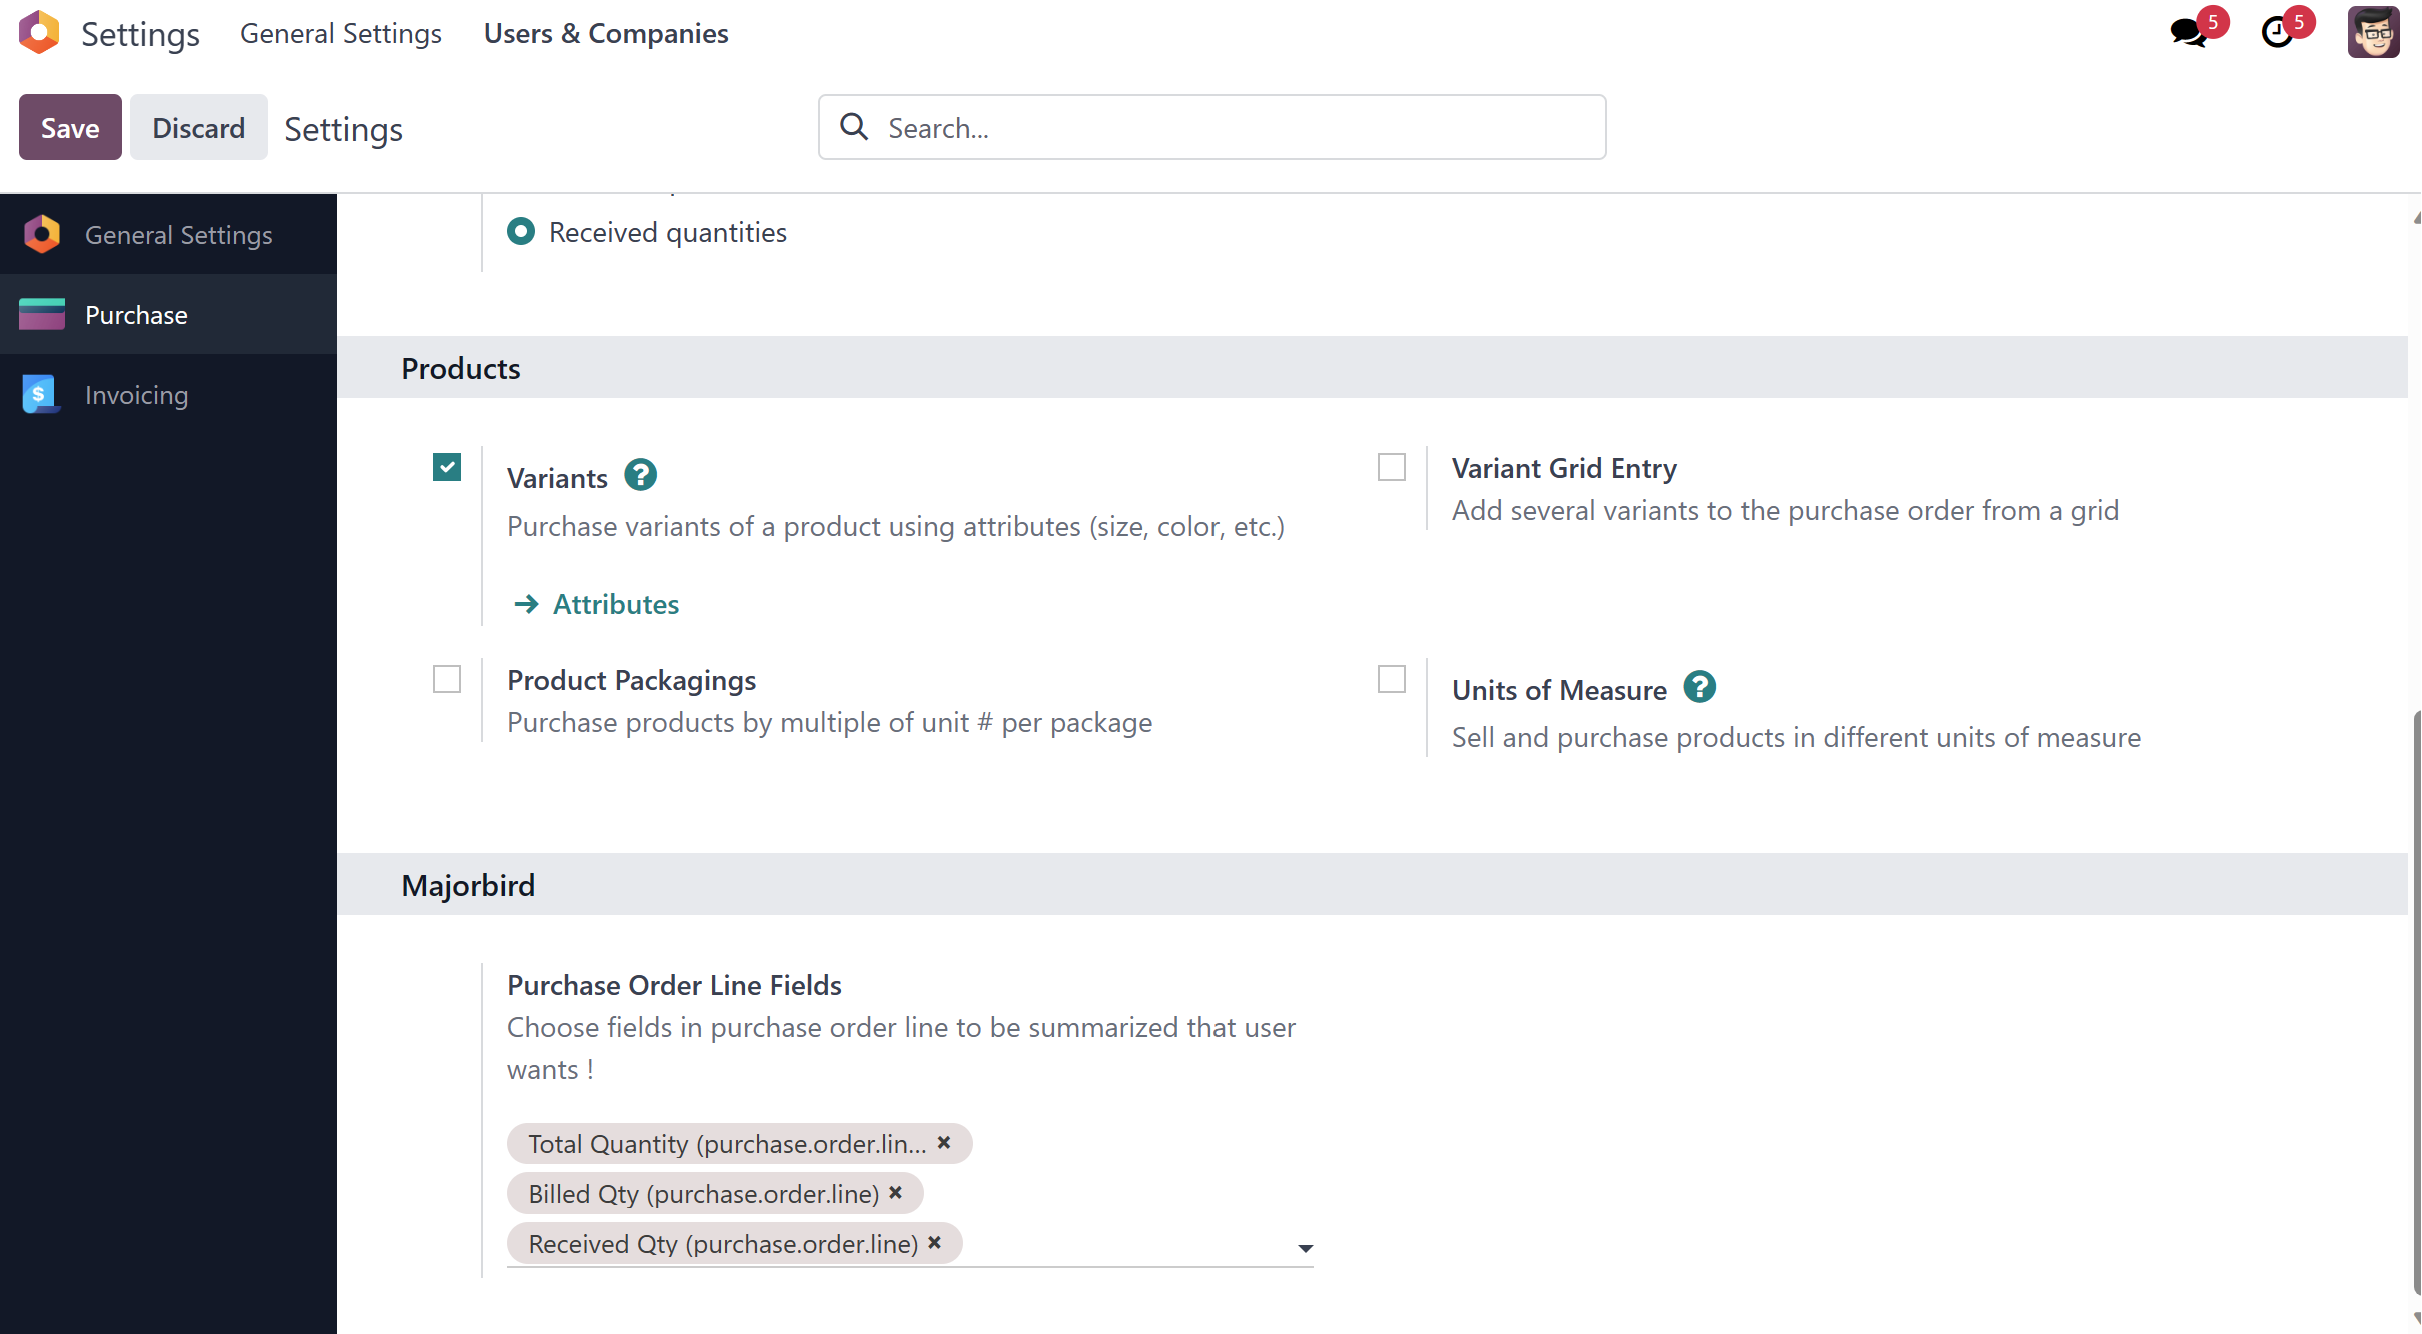 Settings General Settings Users & Companies 5 5
Save Discard Settings Search...
General Settings
Purchase
Invoicing
Received quantities
Products
Variants
Purchase variants of a product using attributes (size, color, etc.)
Attributes
Variant Grid Entry
Add several variants to the purchase order from a grid
Product Packagings
Purchase products by multiple of unit # per package
Units of Measure
Sell and purchase products in different units of measure
Majorbird
Purchase Order Line Fields
Choose fields in purchase order line to be summarized that user
wants !
Total Quantity (purchase.order.lin...
Billed Qty (purchase.order.line)
Received Qty (purchase.order.line)